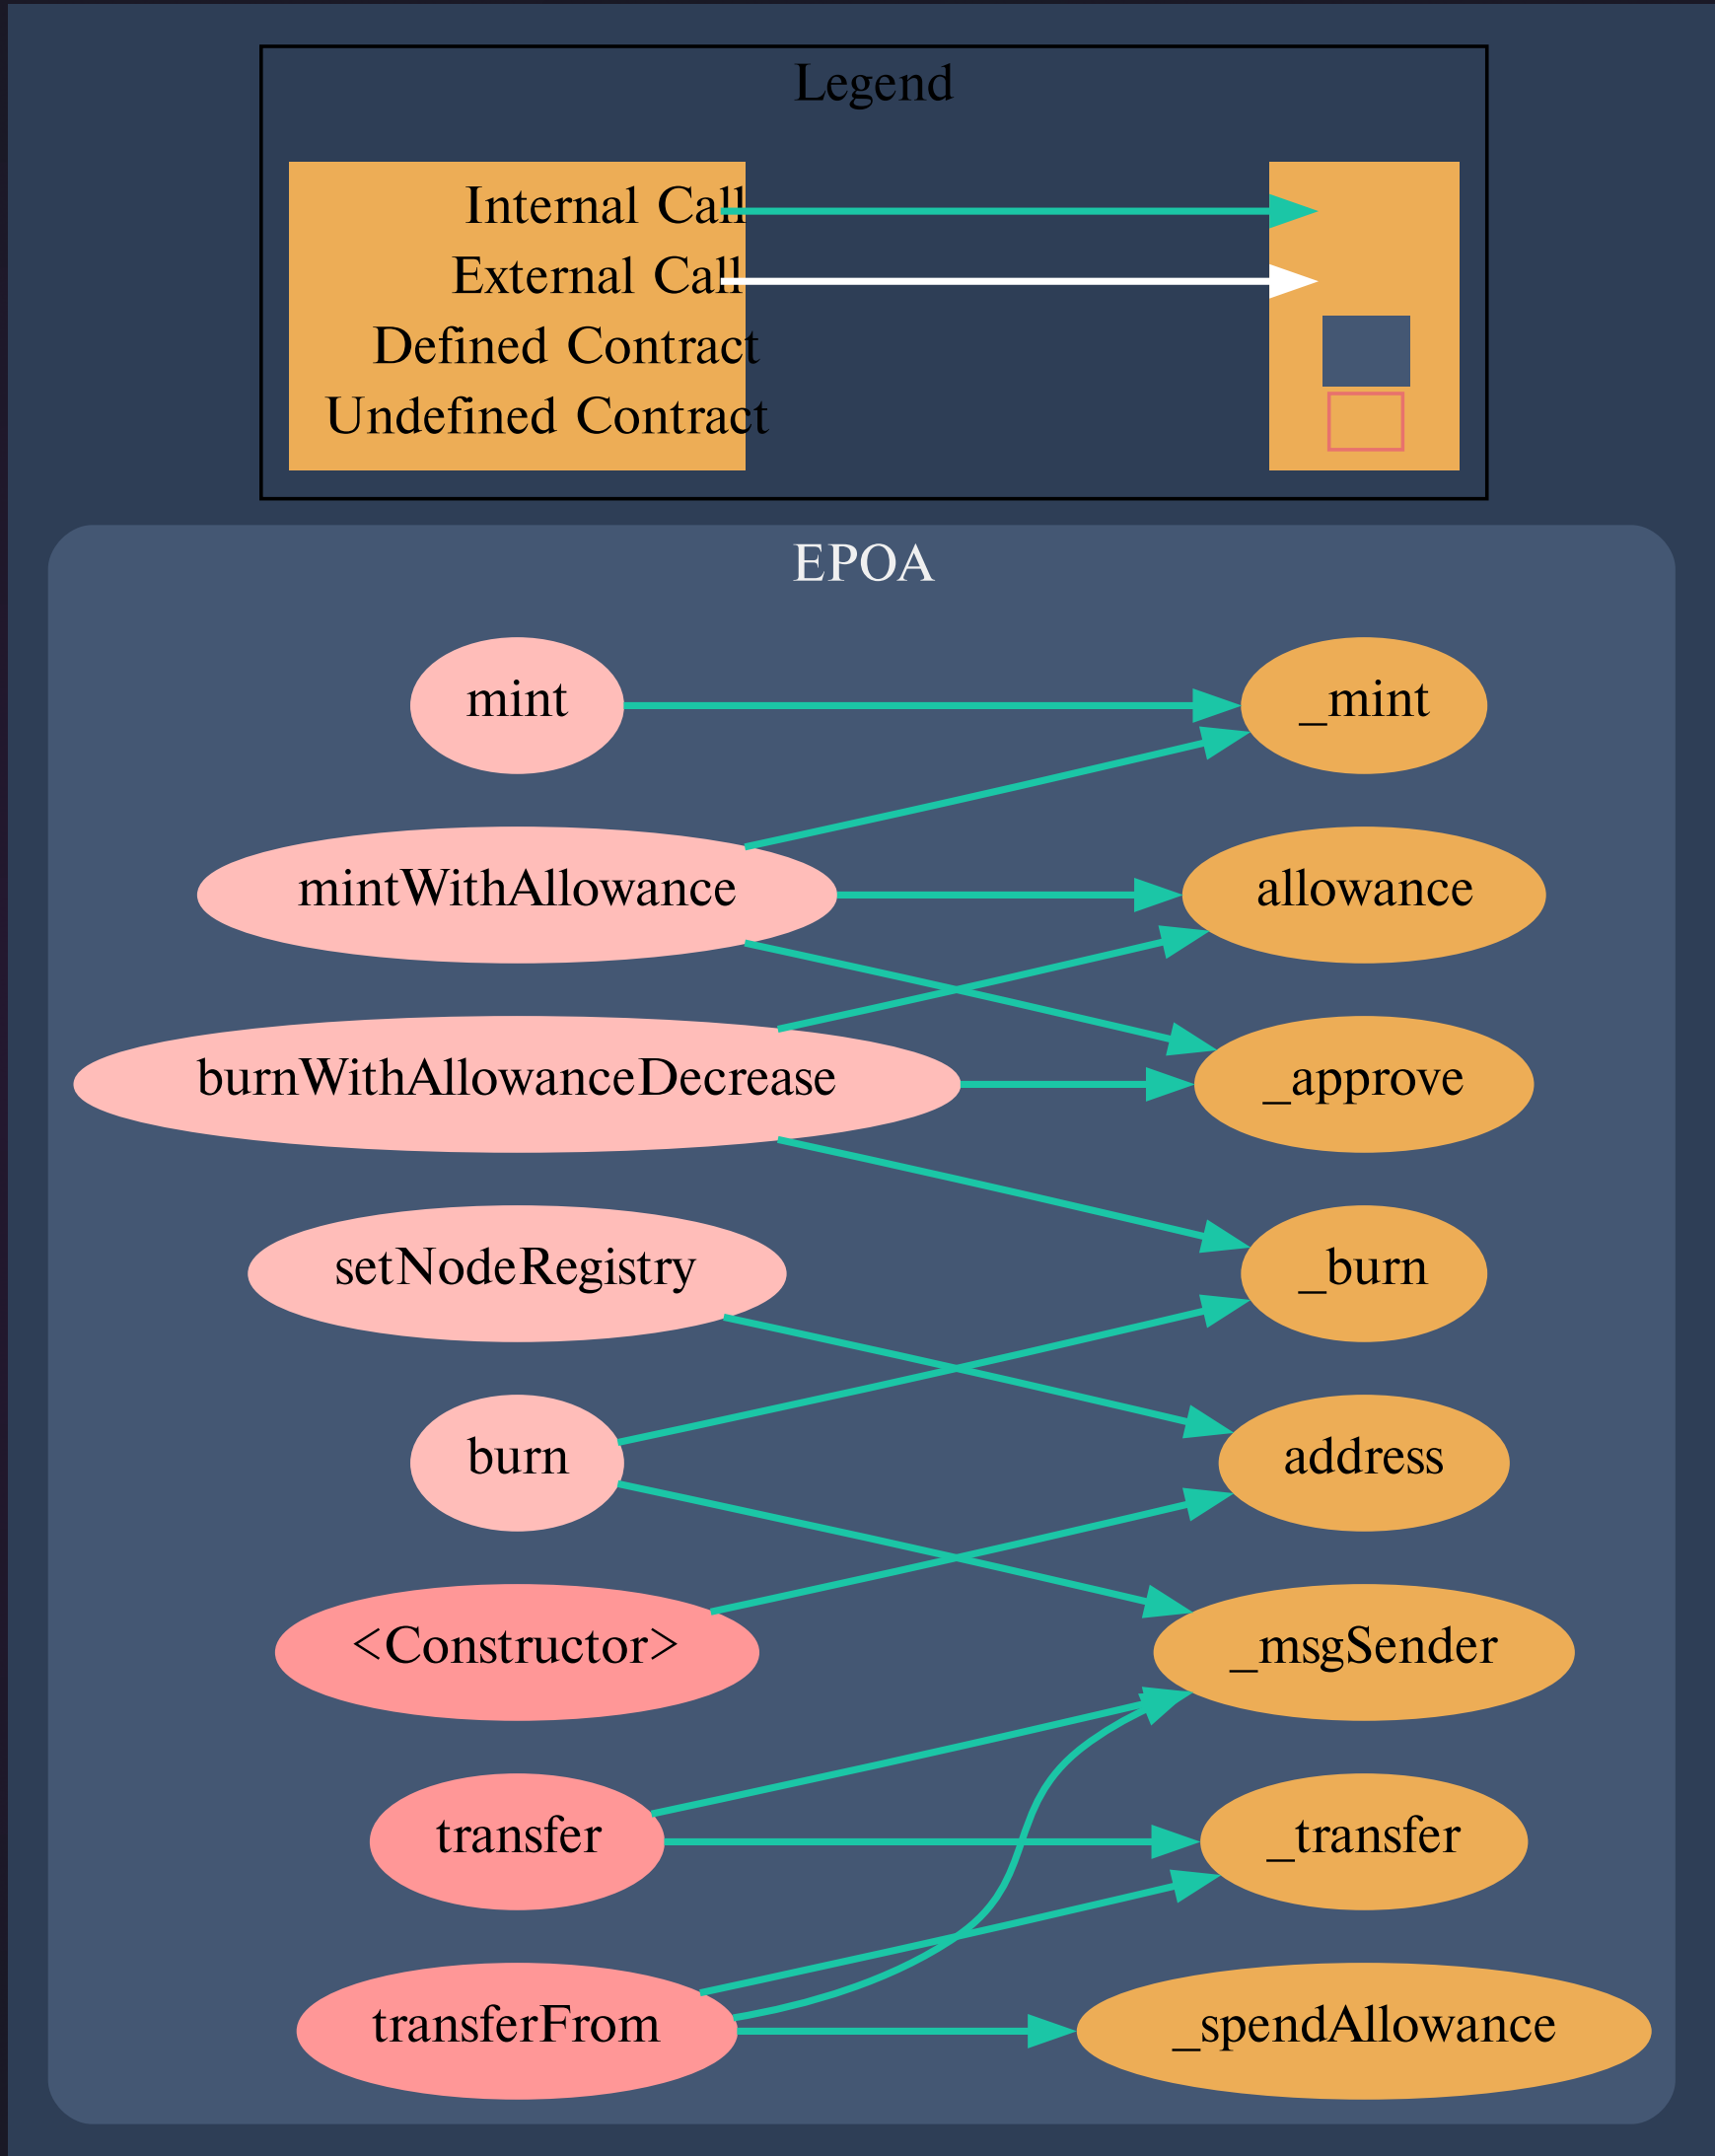 Legend
Internal Call
External Call
Defined Contract
Undefined Contract
EPOA
mint
_mint
mintWithAllowance
allowance
burnWithAllowanceDecrease
_approve
setNodeRegistry
_burn
burn
address
<Constructor>
_msgSender
transfer
_transfer
transferFrom
_spendAllowance